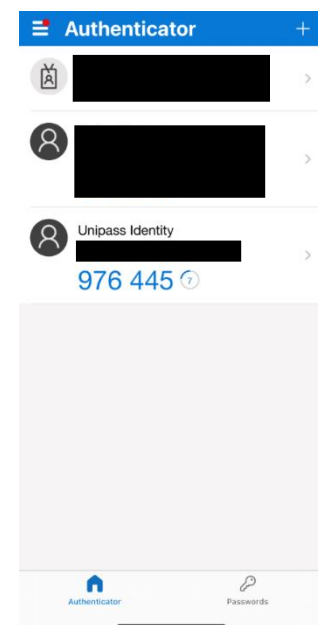 Authenticator
Unipass Identity
976 445 7
Authenticator
Passwords